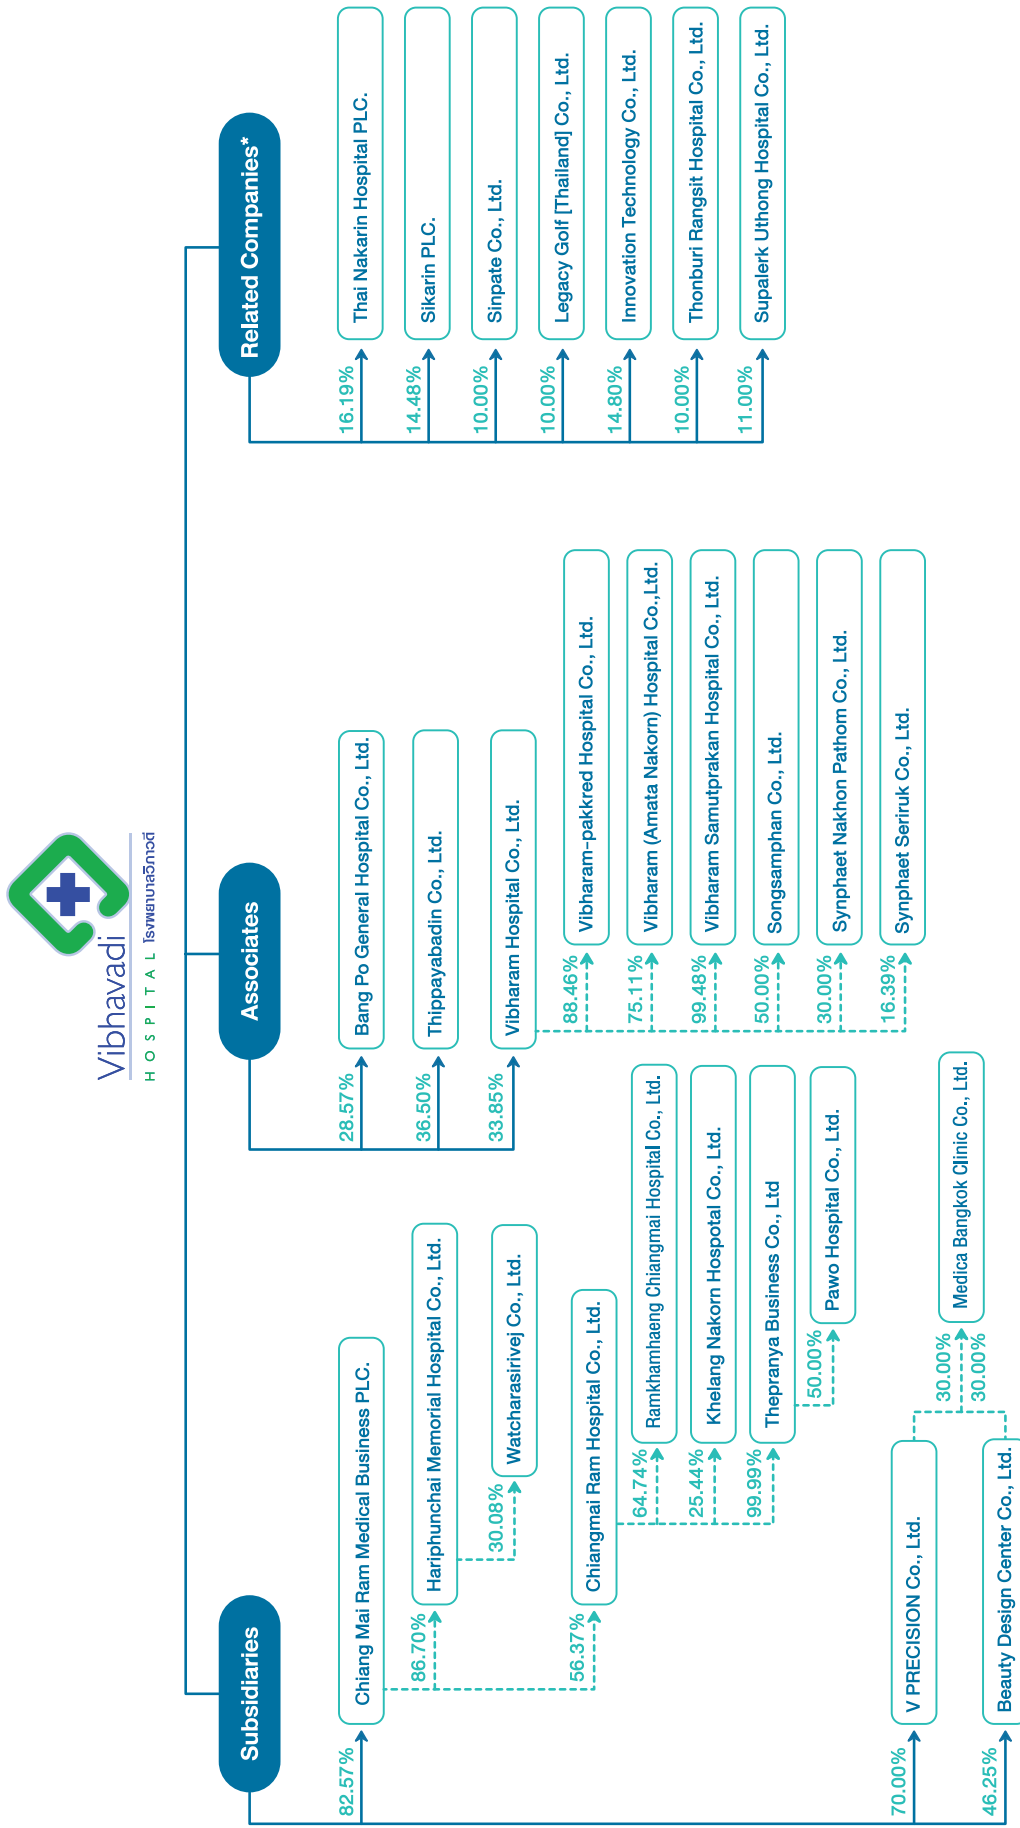 Vibhavadi
HOSPITAL โรงพยาบาลวิภาวดี
Subsidiaries
82.57%
Chiang Mai Ram Medical Business PLC.
86.70%
Hariphunchai Memorial Hospital Co., Ltd.
30.08%
Watcharasirivej Co., Ltd.
56.37%
Chiangmai Ram Hospital Co., Ltd.
64.74%
Ramkhamhaeng Chiangmai Hospital Co., Ltd.
25.44%
Khelang Nakorn Hospotal Co., Ltd.
99.99%
Thepranya Business Co., Ltd
50.00%
Pawo Hospital Co., Ltd.
70.00%
V PRECISION Co., Ltd.
30.00%
30.00%
Medica Bangkok Clinic Co., Ltd.
46.25%
Beauty Design Center Co., Ltd.
Associates
28.57%
Bang Po General Hospital Co., Ltd.
36.50%
Thippayabadin Co., Ltd.
33.85%
Vibharam Hospital Co., Ltd.
88.46%
Vibharam-pakkred Hospital Co., Ltd.
75.11%
Vibharam (Amata Nakorn) Hospital Co.,Ltd.
99.48%
Vibharam Samutprakan Hospital Co., Ltd.
50.00%
Songsamphan Co., Ltd.
30.00%
Synphaet Nakhon Pathom Co., Ltd.
16.39%
Synphaet Seriruk Co., Ltd.
Related Companies*
16.19%
Thai Nakarin Hospital PLC.
14.48%
Sikarin PLC.
10.00%
Sinpate Co., Ltd.
10.00%
Legacy Golf [Thailand] Co., Ltd.
14.80%
Innovation Technology Co., Ltd.
10.00%
Thonburi Rangsit Hospital Co., Ltd.
11.00%
Supalerk Uthong Hospital Co., Ltd.